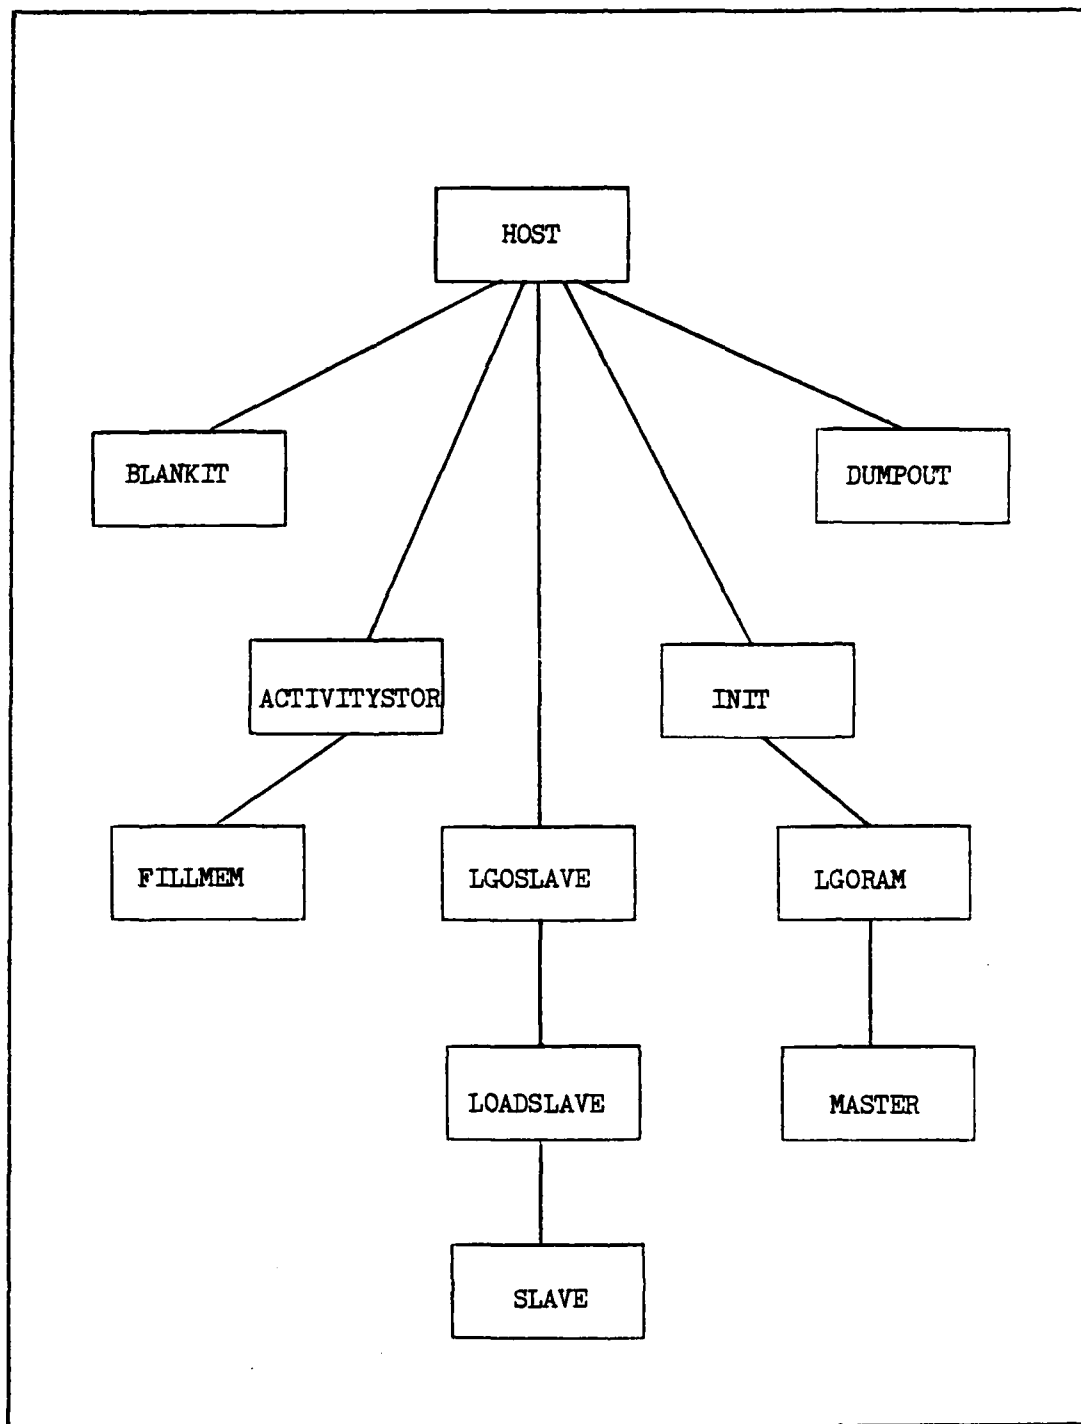 HOST
BLANKIT
DUMPOUT
ACTIVITYSTOR
INIT
FILLMEM
LGOSLAVE
LGORAM
LOADSLAVE
MASTER
SLAVE